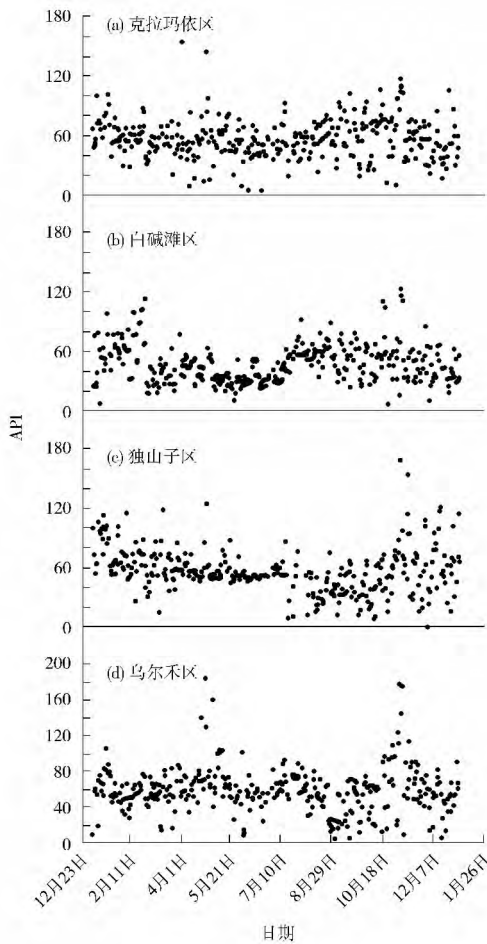 180
(a) 克拉玛依区
120
60
0
180
(b) 白碱滩区
120
60
0
API
180
(c) 独山子区
120
60
0
200
(d) 乌尔禾区
160
120
80
40
0
12月23日
2月11日
4月1日
5月21日
7月10日
8月29日
10月18日
12月7日
1月26日
日期